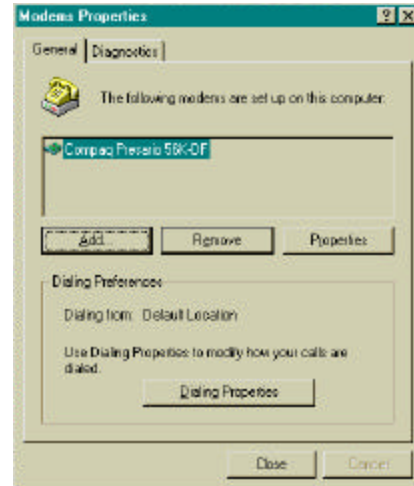 Modems Properties
General Diagnostics
The following modems are set up on this computer:
Compaq Presario 56K-DF
Add... Remove Properties
Dialing Preferences
Dialing from: Default Location
Use Dialing Properties to modify how your calls are
dialed.
Dialing Properties
Close Cancel